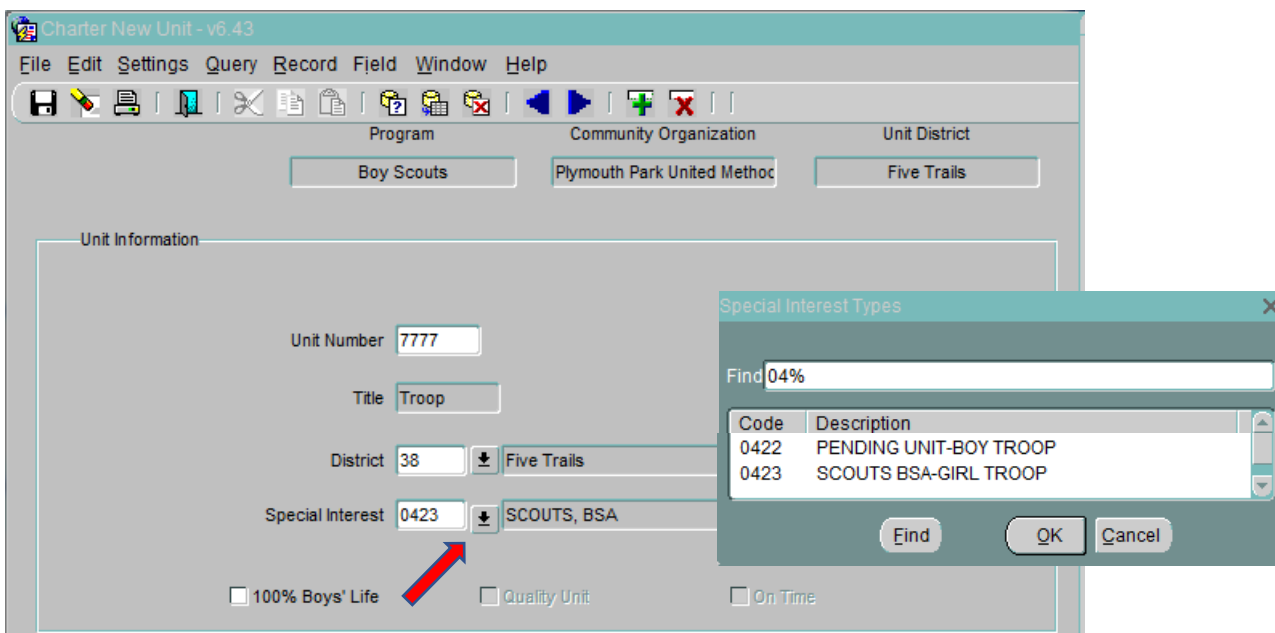 Charter New Unit - v6.43
File Edit Settings Query Record Field Window Help
Program Community Organization Unit District
Boy Scouts Plymouth Park United Methoc Five Trails
Unit Information
Unit Number 7777
Title Troop
District 38 Five Trails
Special Interest 0423 SCOUTS, BSA
100% Boys' Life Quality Unit On Time
Special Interest Types
Find 04%
Code Description
0422 PENDING UNIT-BOY TROOP
0423 SCOUTS BSA-GIRL TROOP
Find OK Cancel